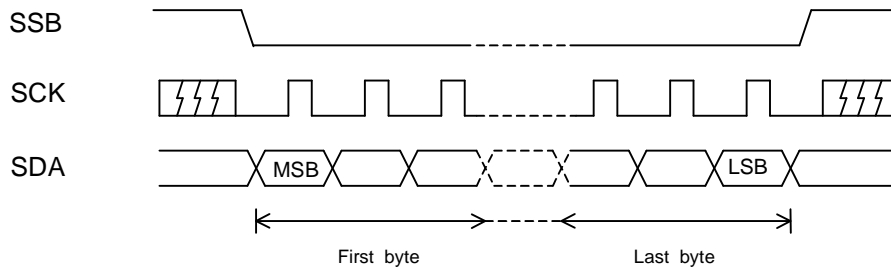 SSB
SCK
SDA
MSB
LSB
First byte
Last byte